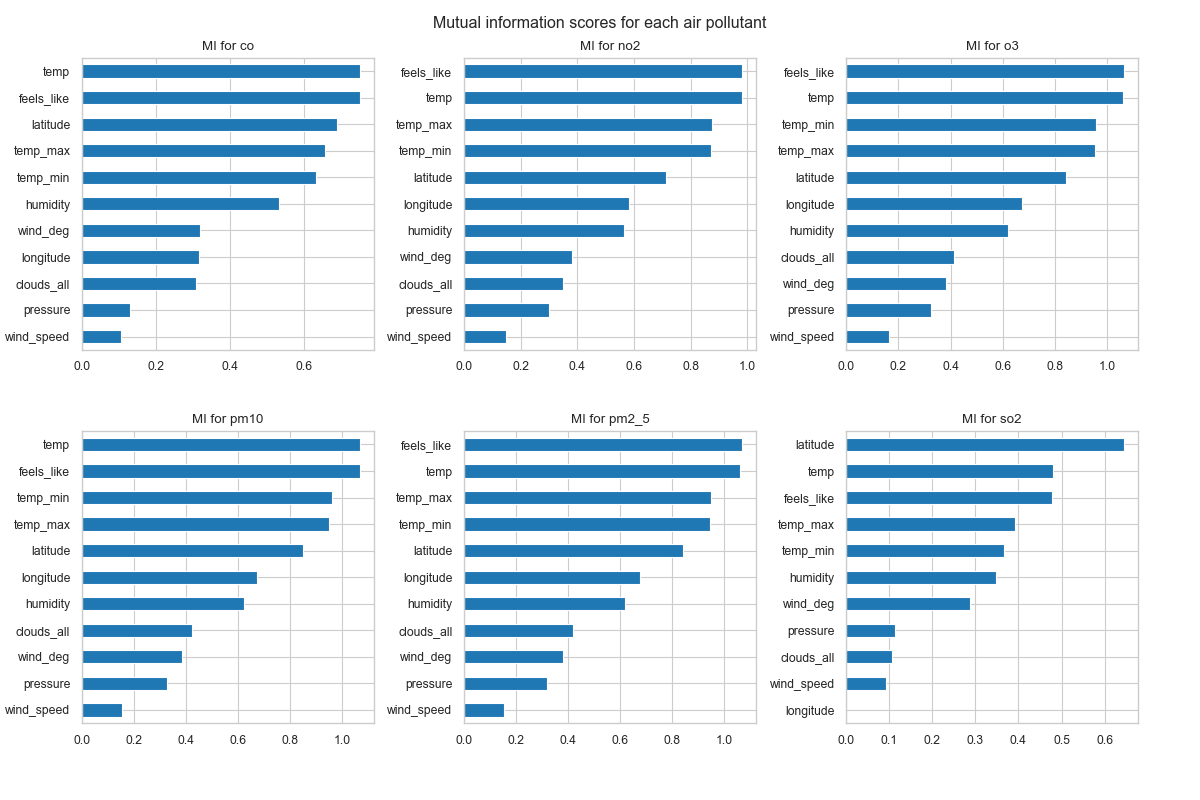 Mutual information scores for each air pollutant
MI for co
temp
feels_like
latitude
temp_max
temp_min
humidity
wind_deg
longitude
clouds_all
pressure
wind_speed
0.0 0.2 0.4 0.6
MI for no2
feels_like
temp
temp_max
temp_min
latitude
longitude
humidity
wind_deg
clouds_all
pressure
wind_speed
0.0 0.2 0.4 0.6 0.8 1.0
MI for o3
feels_like
temp
temp_min
temp_max
latitude
longitude
humidity
clouds_all
wind_deg
pressure
wind_speed
0.0 0.2 0.4 0.6 0.8 1.0
MI for pm10
temp
feels_like
temp_min
temp_max
latitude
longitude
humidity
clouds_all
wind_deg
pressure
wind_speed
0.0 0.2 0.4 0.6 0.8 1.0
MI for pm2_5
feels_like
temp
temp_max
temp_min
latitude
longitude
humidity
clouds_all
wind_deg
pressure
wind_speed
0.0 0.2 0.4 0.6 0.8 1.0
MI for so2
latitude
temp
feels_like
temp_max
temp_min
humidity
wind_deg
pressure
clouds_all
wind_speed
longitude
0.0 0.1 0.2 0.3 0.4 0.5 0.6